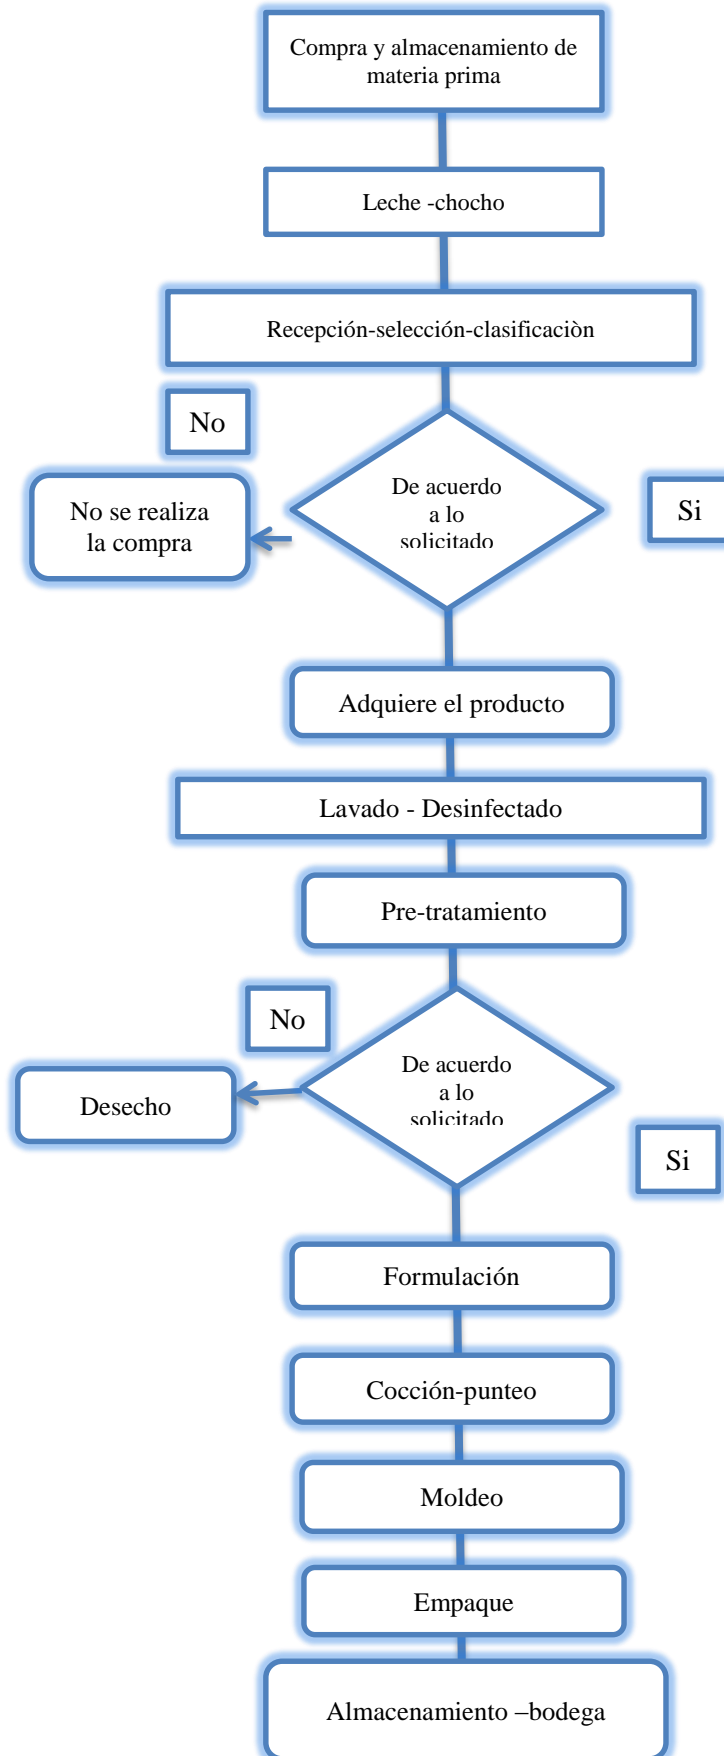 Compra y almacenamiento de
materia prima
Leche -chocho
Recepción-selección-clasificaciòn
No
No se realiza
la compra
De acuerdo
a lo
solicitado
Si
Adquiere el producto
Lavado - Desinfectado
Pre-tratamiento
No
Desecho
De acuerdo
a lo
solicitado
Si
Formulación
Cocción-punteo
Moldeo
Empaque
Almacenamiento –bodega